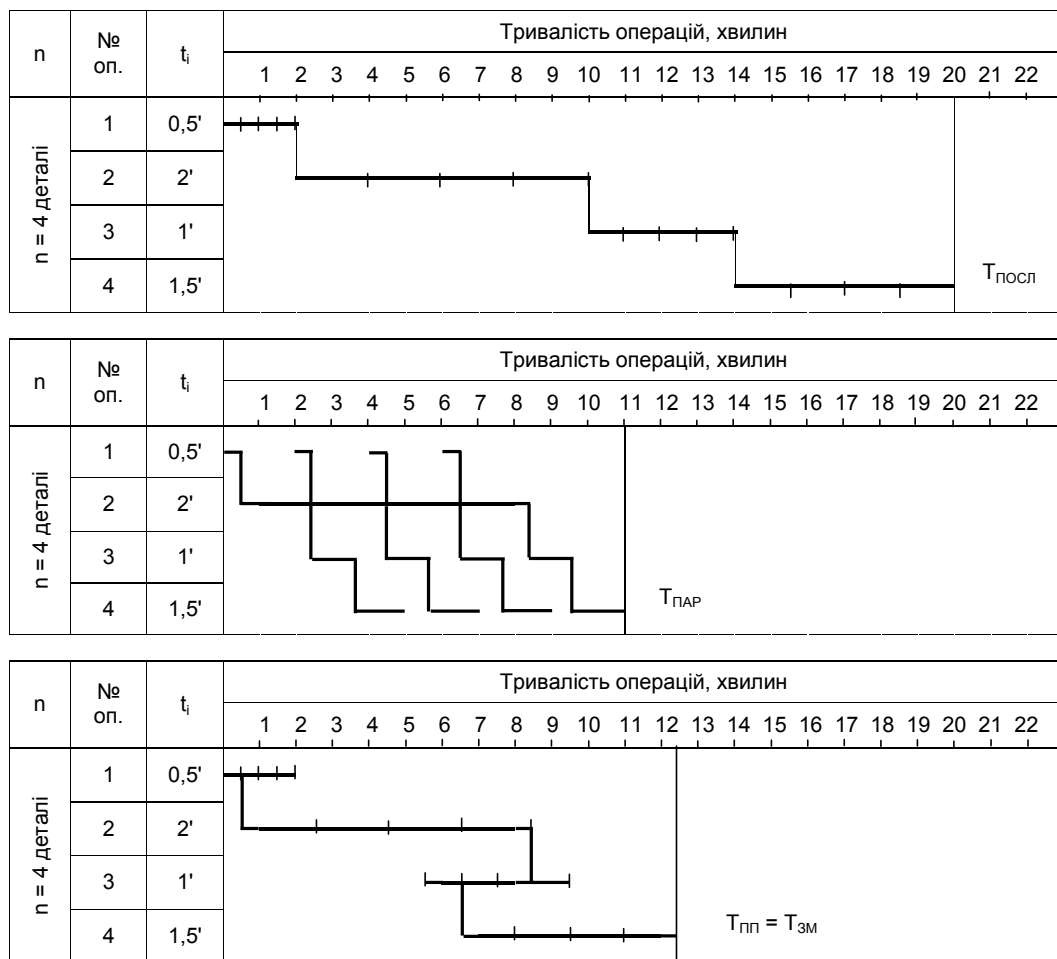 n № оп. tᵢ Тривалість операцій, хвилин
1 2 3 4 5 6 7 8 9 10 11 12 13 14 15 16 17 18 19 20 21 22
n = 4 деталі
1 0,5'
2 2'
3 1'
4 1,5'
Тпосл
n № оп. tᵢ Тривалість операцій, хвилин
1 2 3 4 5 6 7 8 9 10 11 12 13 14 15 16 17 18 19 20 21 22
n = 4 деталі
1 0,5'
2 2'
3 1'
4 1,5'
ТПАР
n № оп. tᵢ Тривалість операцій, хвилин
1 2 3 4 5 6 7 8 9 10 11 12 13 14 15 16 17 18 19 20 21 22
n = 4 деталі
1 0,5'
2 2'
3 1'
4 1,5'
ТПП = ТЗМ